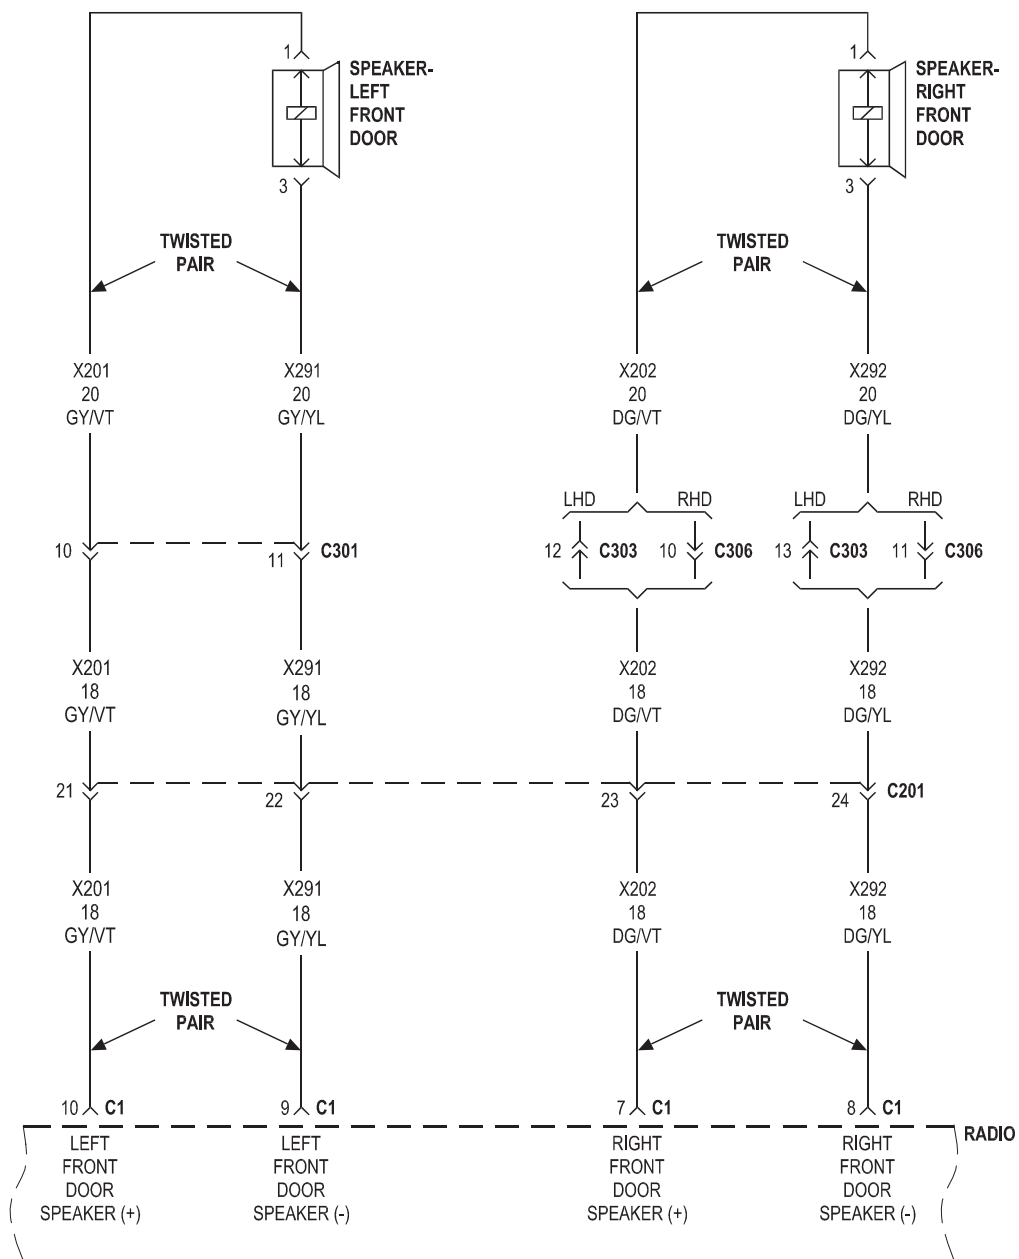 1
SPEAKER-
LEFT
FRONT
DOOR
3
1
SPEAKER-
RIGHT
FRONT
DOOR
3
TWISTED
PAIR
TWISTED
PAIR
X201
20
GY/VT
X291
20
GY/YL
X202
20
DG/VT
X292
20
DG/YL
LHD
RHD
LHD
RHD
10
11
C301
12
C303
10
C306
13
C303
11
C306
X201
18
GY/VT
X291
18
GY/YL
X202
18
DG/VT
X292
18
DG/YL
21
22
23
24
C201
X201
18
GY/VT
X291
18
GY/YL
X202
18
DG/VT
X292
18
DG/YL
TWISTED
PAIR
TWISTED
PAIR
10
C1
9
C1
7
C1
8
C1
RADIO
LEFT
FRONT
DOOR
SPEAKER (+)
LEFT
FRONT
DOOR
SPEAKER (-)
RIGHT
FRONT
DOOR
SPEAKER (+)
RIGHT
FRONT
DOOR
SPEAKER (-)